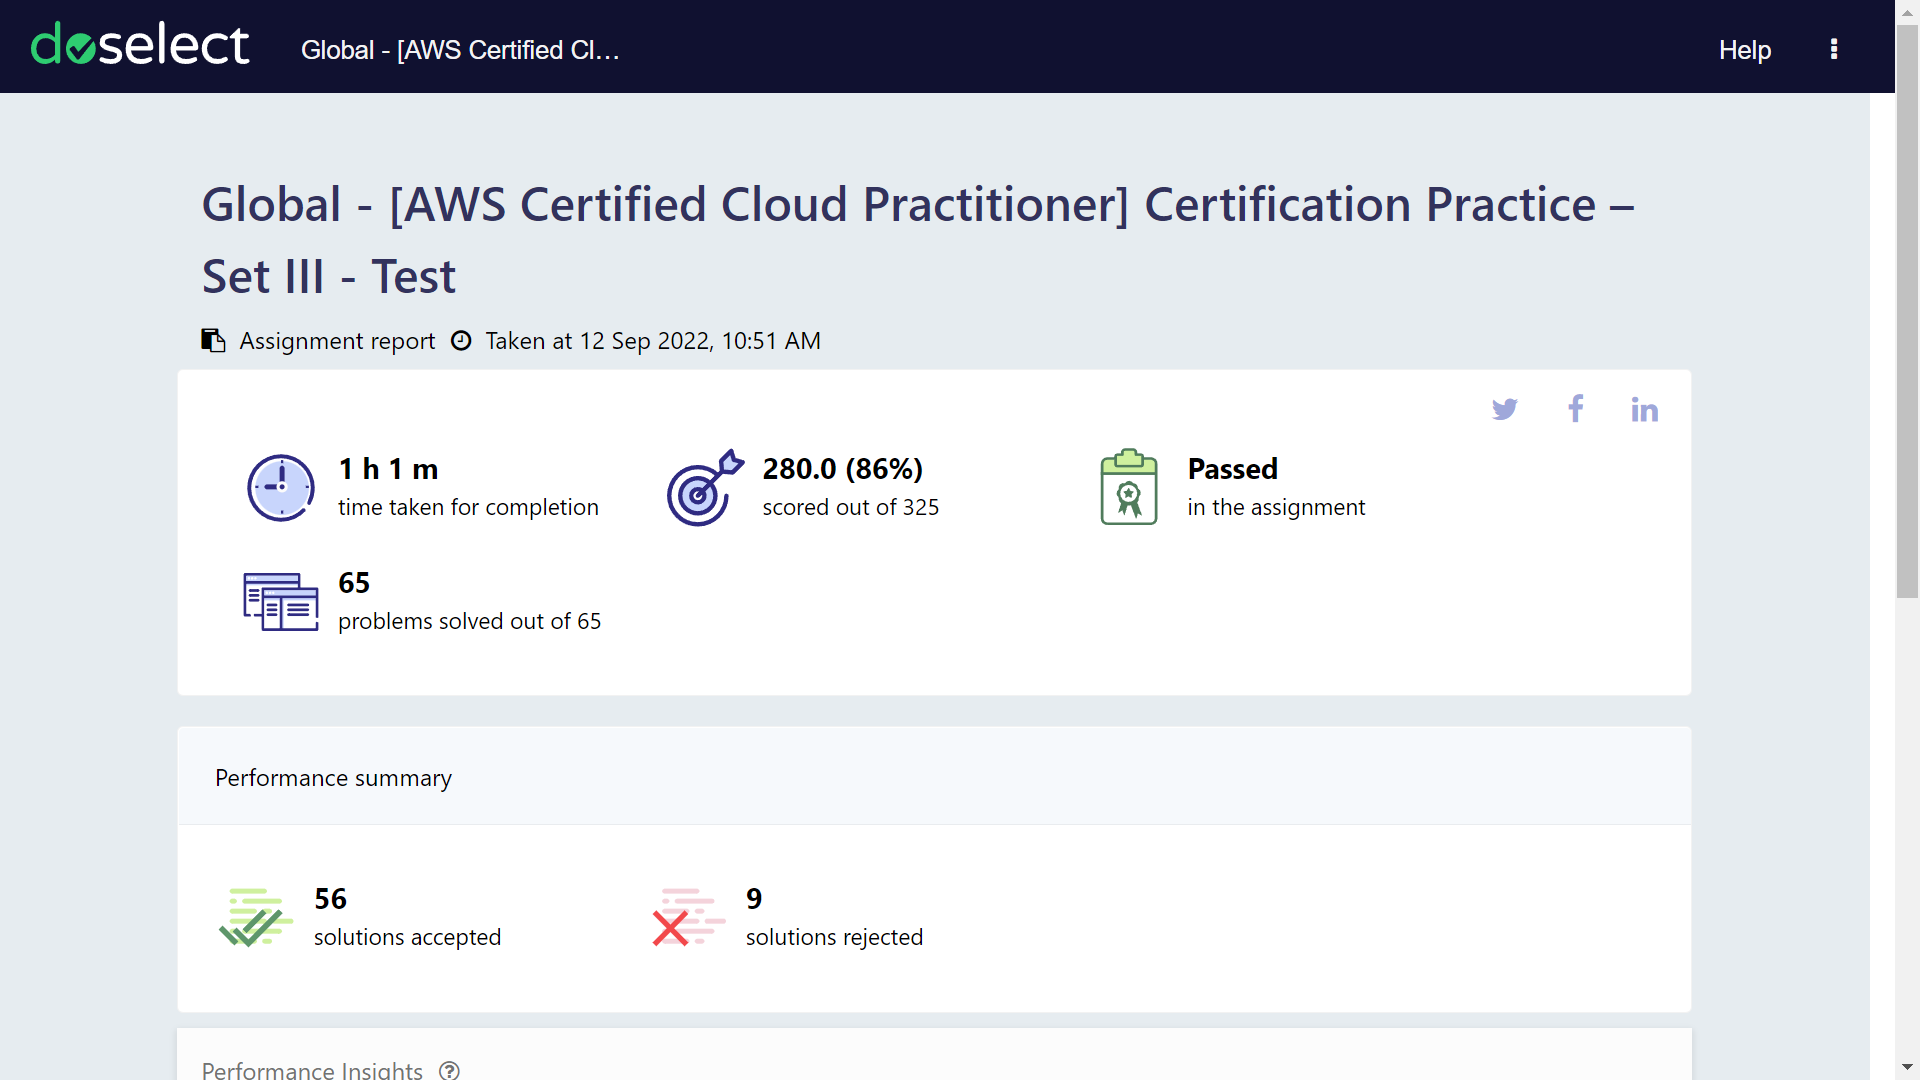 doselect
Global - [AWS Certified Cl…
Help
Global - [AWS Certified Cloud Practitioner] Certification Practice –
Set III - Test
Assignment report
Taken at 12 Sep 2022, 10:51 AM
1 h 1 m
time taken for completion
280.0 (86%)
scored out of 325
Passed
in the assignment
65
problems solved out of 65
Performance summary
56
solutions accepted
9
solutions rejected
Performance Insights